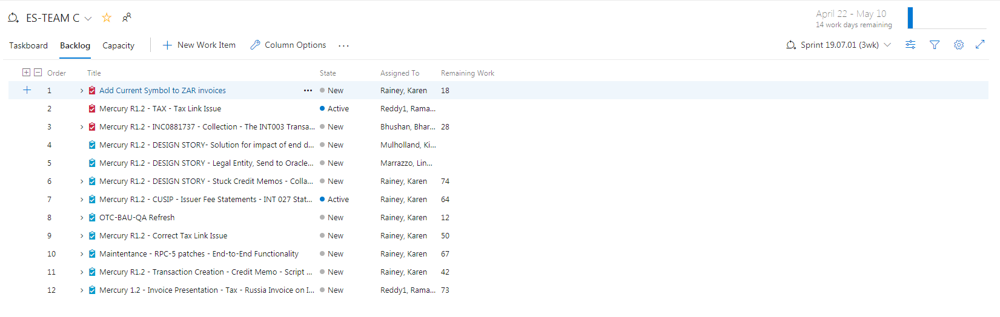 ES-TEAM C
April 22 - May 10
14 work days remaining
Taskboard Backlog Capacity New Work Item Column Options ... Sprint 19.07.01 (3wk)
Order Title State Assigned To Remaining Work
1 Add Current Symbol to ZAR invoices ... New Rainey, Karen 18
2 Mercury R1.2 - TAX - Tax Link Issue Active Reddy1, Rama...
3 Mercury R1.2 - INC0881737 - Collection - The INT003 Transa... New Bhushan, Bhar... 28
4 Mercury R1.2 - DESIGN STORY- Solution for impact of end d... New Mulholland, Ki...
5 Mercury R1.2 - DESIGN STORY - Legal Entity, Send to Oracle... New Marrazzo, Lin...
6 Mercury R1.2 - DESIGN STORY - Stuck Credit Memos - Colla... New Rainey, Karen 74
7 Mercury R1.2 - CUSIP - Issuer Fee Statements - INT 027 Stat... Active Rainey, Karen 64
8 OTC-BAU-QA Refresh New Rainey, Karen 12
9 Mercury R1.2 - Correct Tax Link Issue New Rainey, Karen 50
10 Maintentance - RPC-5 patches - End-to-End Functionality New Rainey, Karen 67
11 Mercury R1.2 - Transaction Creation - Credit Memo - Script ... New Rainey, Karen 42
12 Mercury 1.2 - Invoice Presentation - Tax - Russia Invoice on I... New Reddy1, Rama... 73